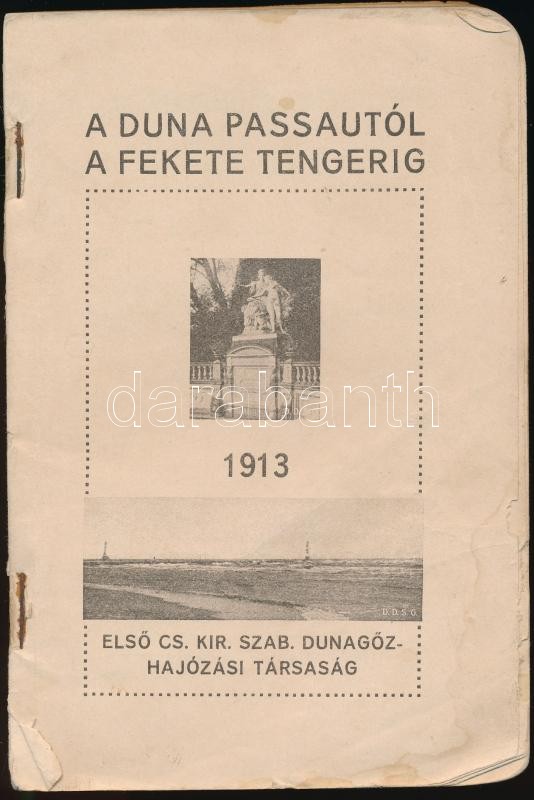 A DUNA PASSAUTÓL
A FEKETE TENGERIG
darabanth
1913
D. D. S. G.
ELSŐ CS. KIR. SZAB. DUNAGŐZ-
HAJÓZÁSI TÁRSASÁG